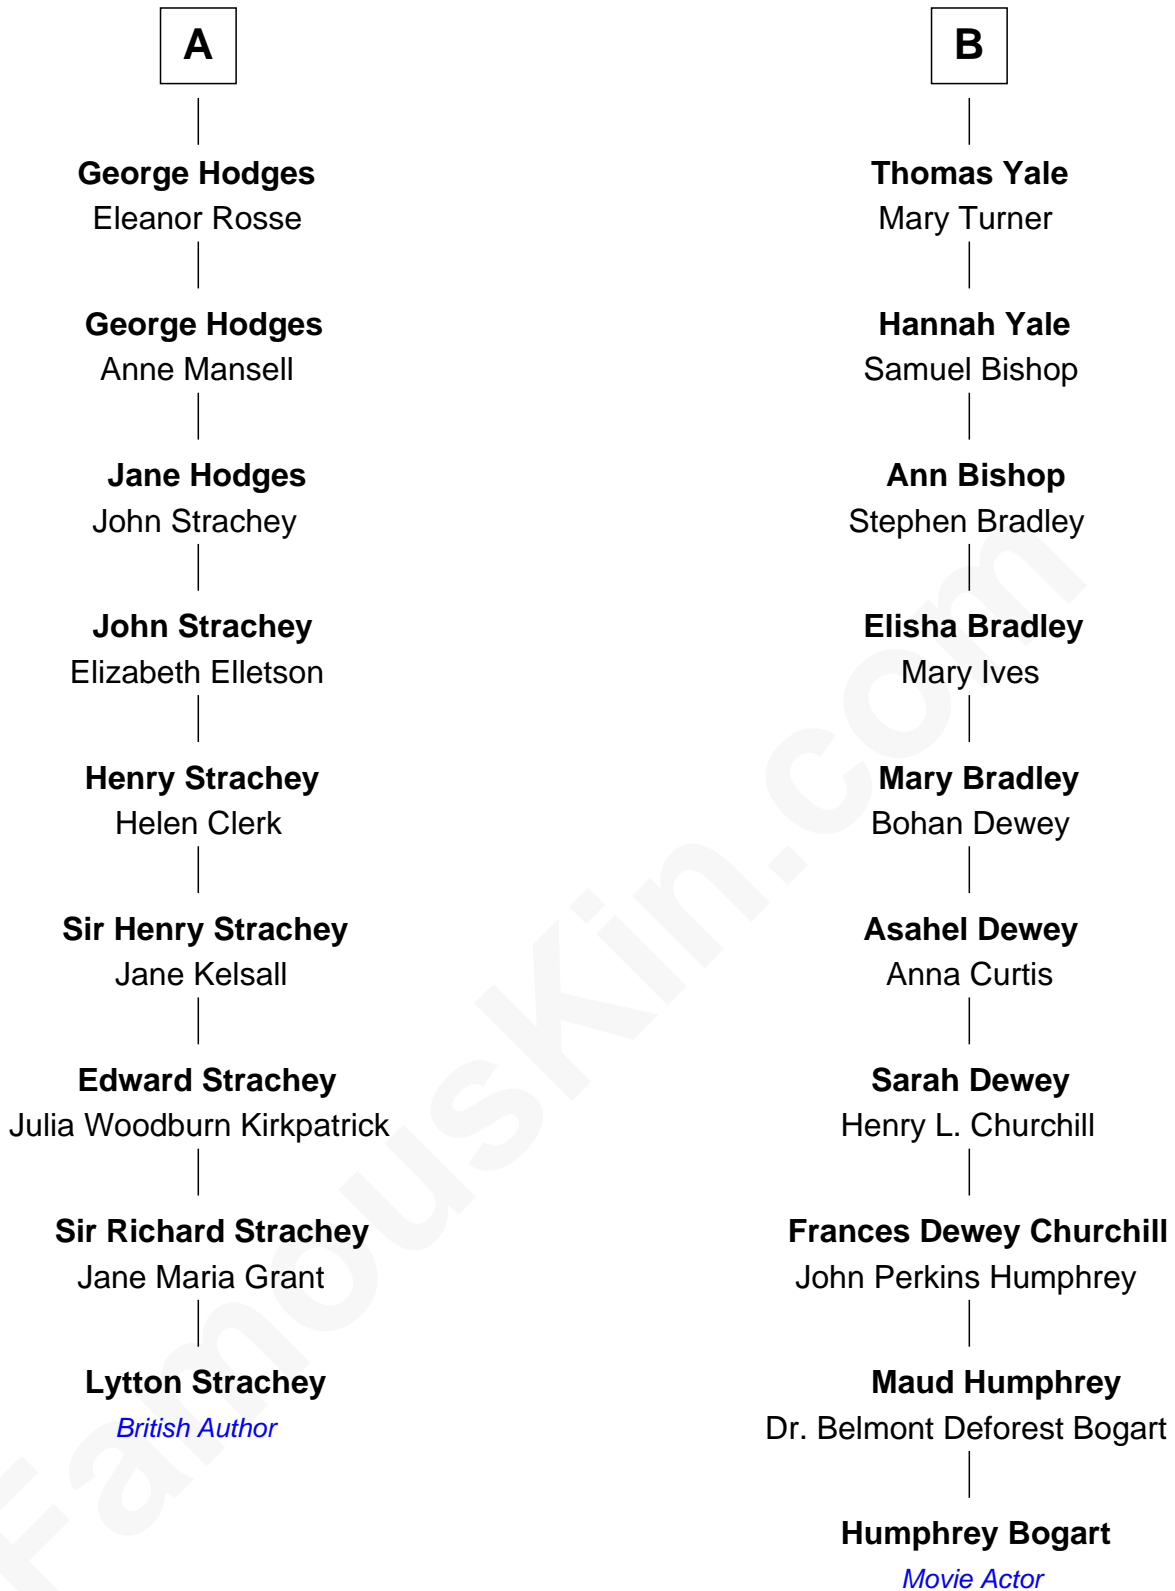 A
George Hodges
Eleanor Rosse
George Hodges
Anne Mansell
Jane Hodges
John Strachey
John Strachey
Elizabeth Elletson
Henry Strachey
Helen Clerk
Sir Henry Strachey
Jane Kelsall
Edward Strachey
Julia Woodburn Kirkpatrick
Sir Richard Strachey
Jane Maria Grant
Lytton Strachey
British Author
B
Thomas Yale
Mary Turner
Hannah Yale
Samuel Bishop
Ann Bishop
Stephen Bradley
Elisha Bradley
Mary Ives
Mary Bradley
Bohan Dewey
Asahel Dewey
Anna Curtis
Sarah Dewey
Henry L. Churchill
Frances Dewey Churchill
John Perkins Humphrey
Maud Humphrey
Dr. Belmont Deforest Bogart
Humphrey Bogart
Movie Actor
FamousKin.com